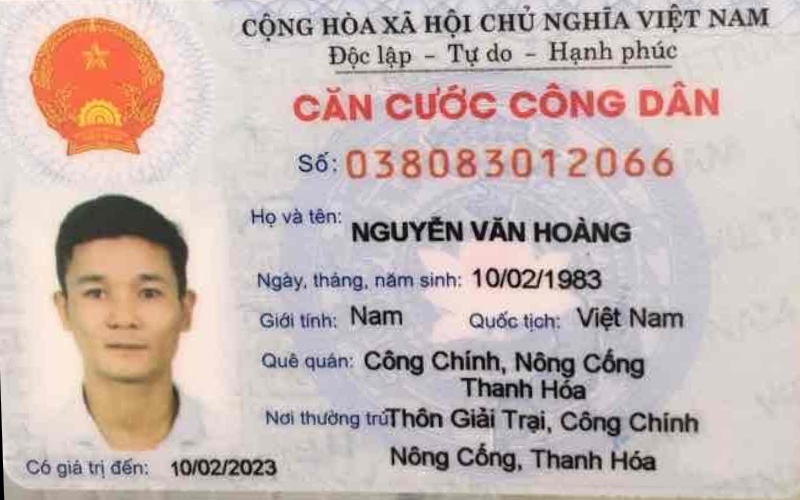 CỘNG HÒA XÃ HỘI CHỦ NGHĨA VIỆT NAM
Độc lập – Tự do – Hạnh phúc
CĂN CƯỚC CÔNG DÂN
Số: 038083012066
Họ và tên: NGUYỄN VĂN HOÀNG
Ngày, tháng, năm sinh: 10/02/1983
Giới tính: Nam Quốc tịch: Việt Nam
Quê quán: Công Chính, Nông Cống
Thanh Hóa
Nơi thường trú: Thôn Giải Trại, Công Chính
Nông Cống, Thanh Hóa
Có giá trị đến: 10/02/2023